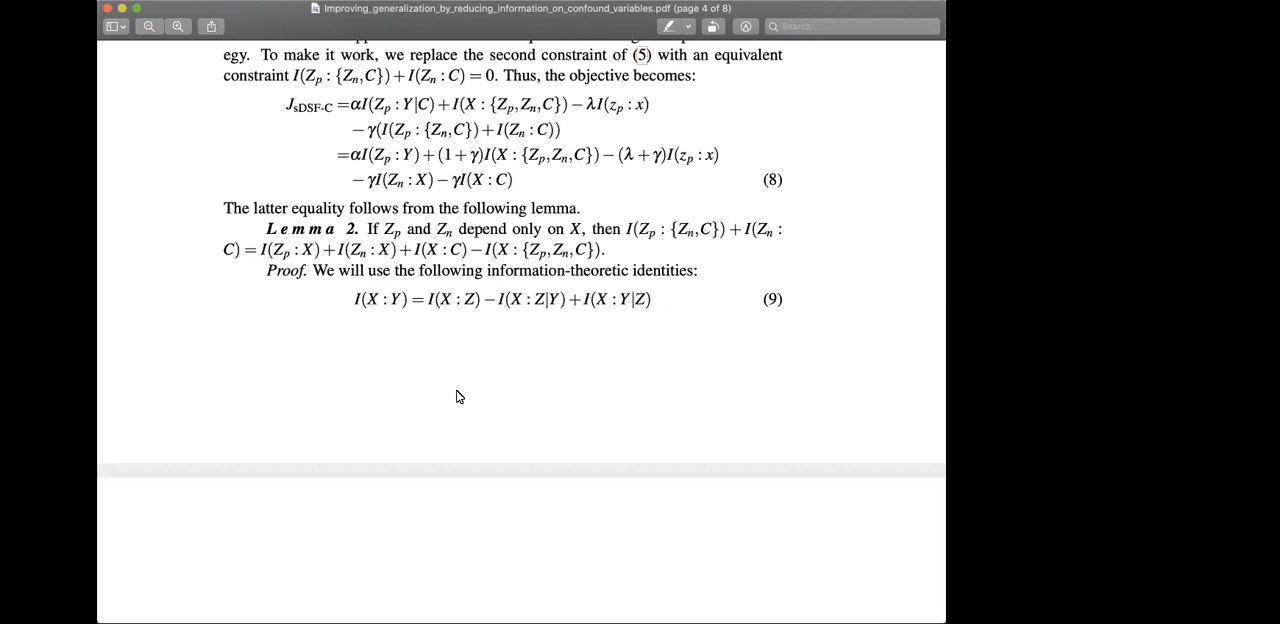 Improving_generalization_by_reducing_information_on_confound_variables.pdf (page 4 of 8)
Search
egy. To make it work, we replace the second constraint of (5) with an equivalent
constraint I(Z_p : {Z_n,C}) + I(Z_n : C) = 0. Thus, the objective becomes:
J_sDSF-C = αI(Z_p : Y|C) + I(X : {Z_p,Z_n,C}) − λI(z_p : x)
− γ(I(Z_p : {Z_n,C}) + I(Z_n : C))
= αI(Z_p : Y) + (1 + γ)I(X : {Z_p,Z_n,C}) − (λ + γ)I(z_p : x)
− γI(Z_n : X) − γI(X : C) (8)
The latter equality follows from the following lemma.
Lemma 2. If Z_p and Z_n depend only on X, then I(Z_p : {Z_n,C}) + I(Z_n :
C) = I(Z_p : X) + I(Z_n : X) + I(X : C) − I(X : {Z_p,Z_n,C}).
Proof. We will use the following information-theoretic identities:
I(X : Y) = I(X : Z) − I(X : Z|Y) + I(X : Y|Z) (9)